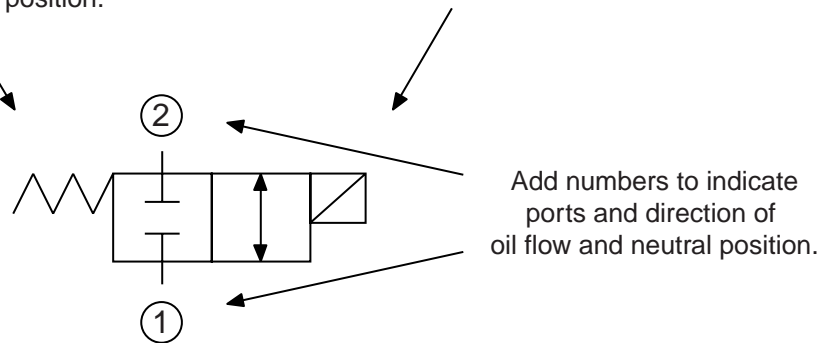 position.
2
Add numbers to indicate
ports and direction of
oil flow and neutral position.
1